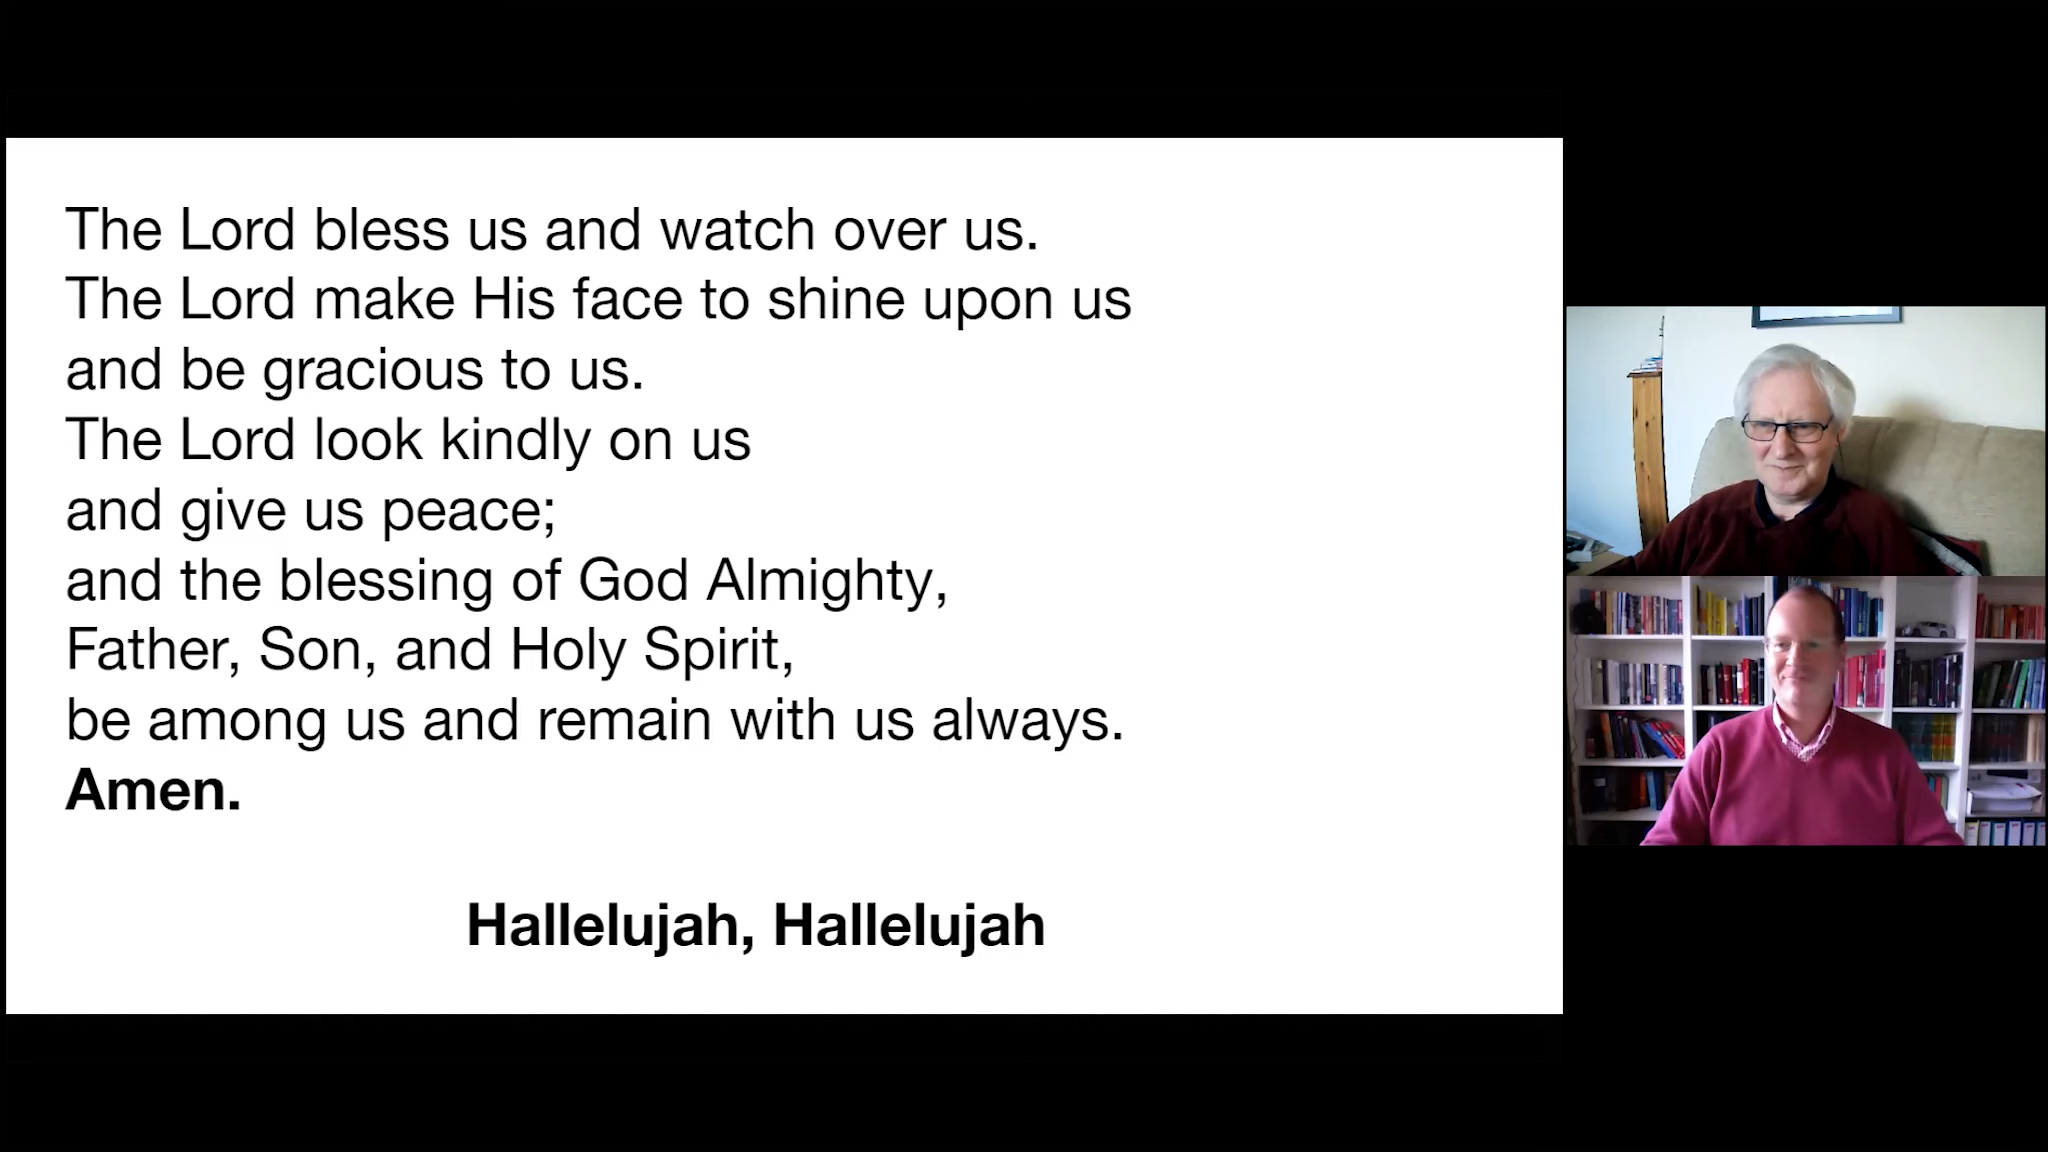 The Lord bless us and watch over us.
The Lord make His face to shine upon us
and be gracious to us.
The Lord look kindly on us
and give us peace;
and the blessing of God Almighty,
Father, Son, and Holy Spirit,
be among us and remain with us always.
Amen.
Hallelujah, Hallelujah